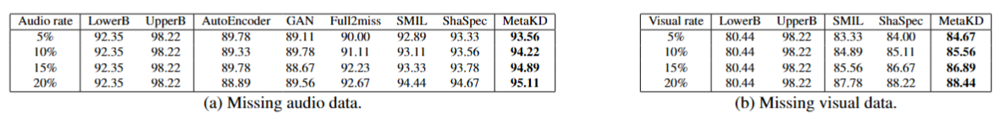 Audio rate LowerB UpperB AutoEncoder GAN Full2miss SMIL ShaSpec MetaKD
5% 92.35 98.22 89.78 89.11 90.00 92.89 93.33 93.56
10% 92.35 98.22 89.33 89.78 91.11 93.11 93.56 94.22
15% 92.35 98.22 89.78 88.67 92.23 93.33 93.78 94.89
20% 92.35 98.22 88.89 89.56 92.67 94.44 94.67 95.11
(a) Missing audio data.
Visual rate LowerB UpperB SMIL ShaSpec MetaKD
5% 80.44 98.22 83.33 84.00 84.67
10% 80.44 98.22 84.89 85.11 85.56
15% 80.44 98.22 85.56 86.67 86.89
20% 80.44 98.22 87.78 88.22 88.44
(b) Missing visual data.